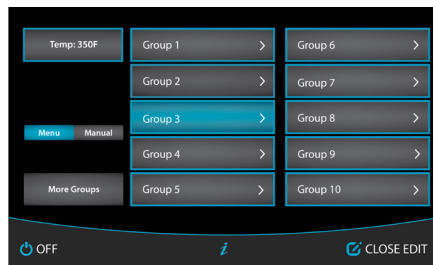 Temp: 350F
Menu Manual
More Groups
Group 1
Group 2
Group 3
Group 4
Group 5
Group 6
Group 7
Group 8
Group 9
Group 10
OFF
i
CLOSE EDIT